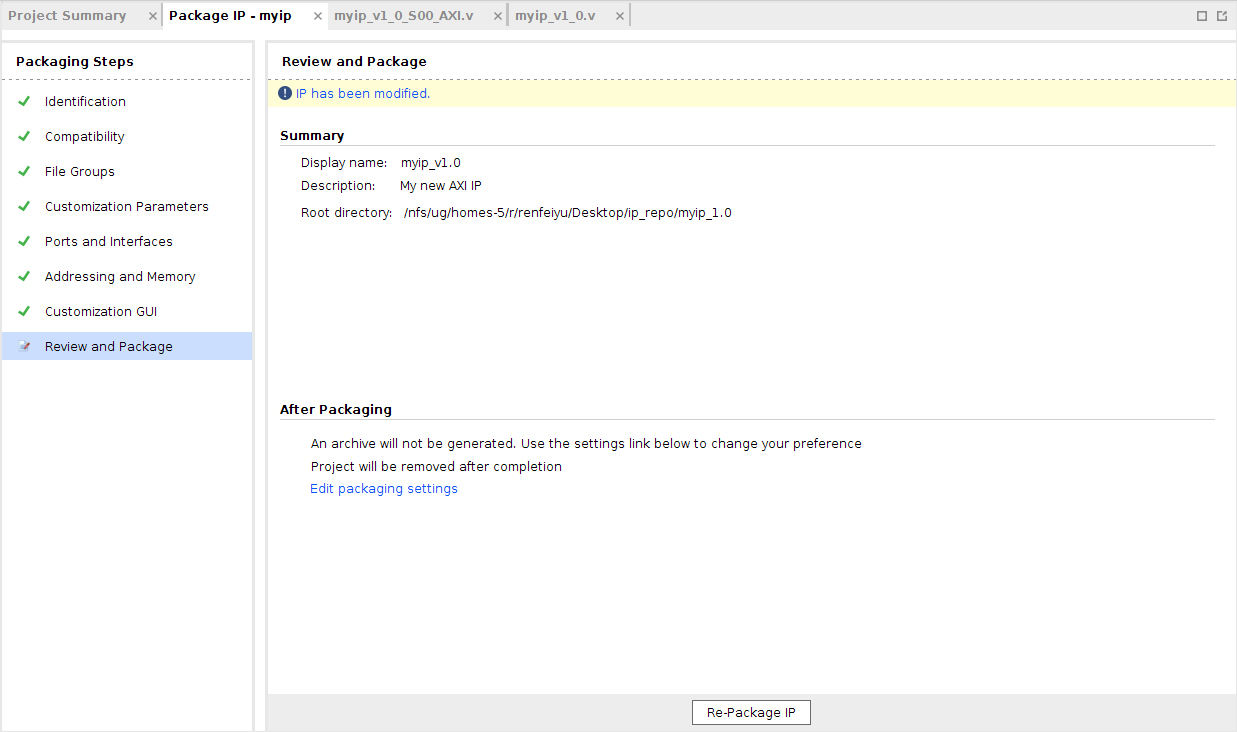 Project Summary
Package IP - myip
myip_v1_0_S00_AXI.v
myip_v1_0.v
Packaging Steps
Identification
Compatibility
File Groups
Customization Parameters
Ports and Interfaces
Addressing and Memory
Customization GUI
Review and Package
Review and Package
IP has been modified.
Summary
Display name: myip_v1.0
Description: My new AXI IP
Root directory: /nfs/ug/homes-5/r/renfeiyu/Desktop/ip_repo/myip_1.0
After Packaging
An archive will not be generated. Use the settings link below to change your preference
Project will be removed after completion
Edit packaging settings
Re-Package IP